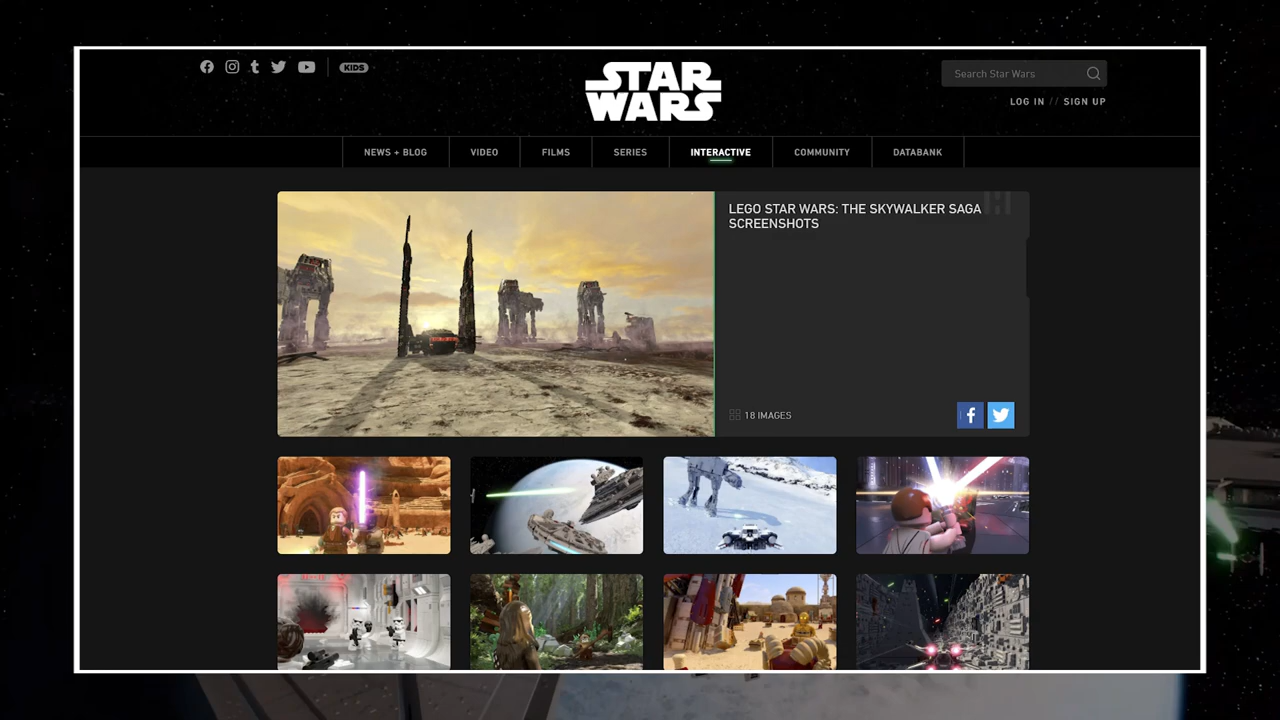 KIDS
STAR
WARS
Search Star Wars
LOG IN // SIGN UP
NEWS + BLOG
VIDEO
FILMS
SERIES
INTERACTIVE
COMMUNITY
DATABANK
LEGO STAR WARS: THE SKYWALKER SAGA
SCREENSHOTS
18 IMAGES